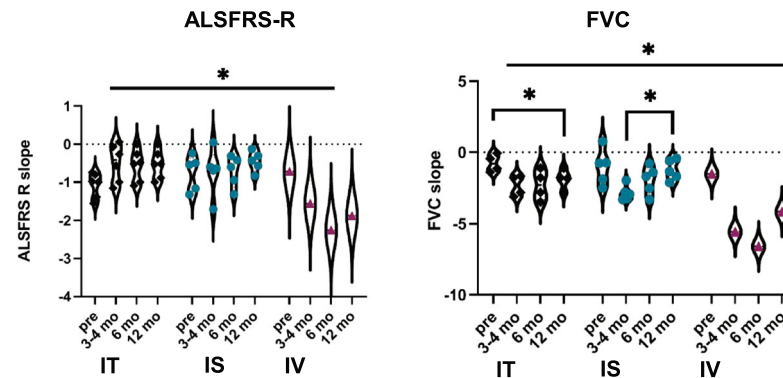 ALSFRS-R
*
ALSFRS R slope
1
0
-1
-2
-3
-4
pre
3-4 mo
6 mo
12 mo
pre
3-4 mo
6 mo
12 mo
pre
3-4 mo
6 mo
12 mo
IT
IS
IV
FVC
*
*
*
FVC slope
5
0
-5
-10
pre
3-4 mo
6 mo
12 mo
pre
3-4 mo
6 mo
12 mo
pre
3-4 mo
6 mo
12 mo
IT
IS
IV